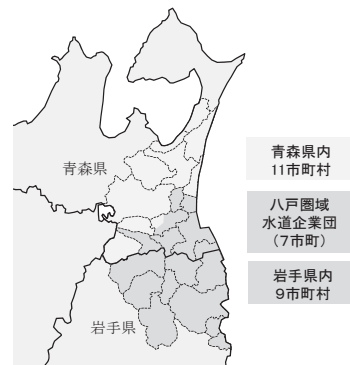 青森県
岩手県
青森県内
11市町村
八戸圏域
水道企業団
（7市町）
岩手県内
9市町村